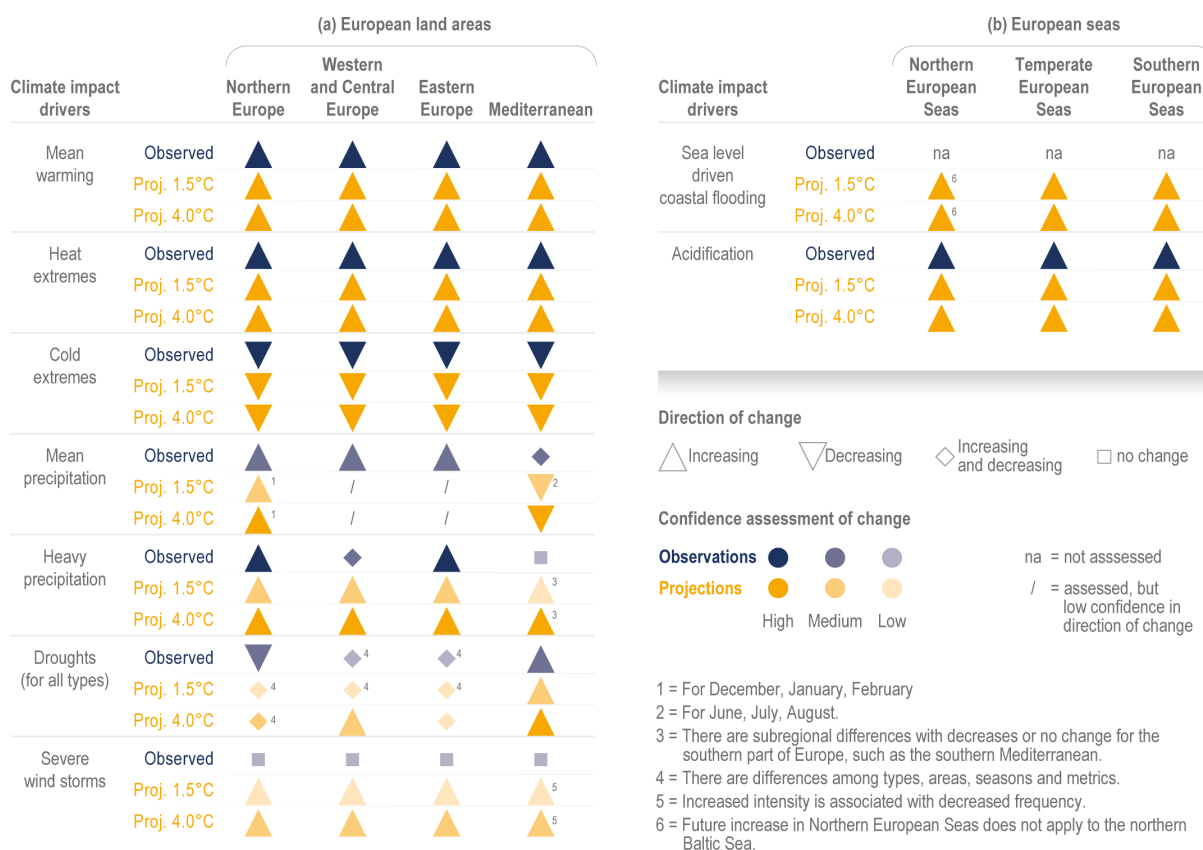 (a) European land areas
Climate impact
drivers
Northern
Europe
Western
and Central
Europe
Eastern
Europe
Mediterranean
Mean
warming
Observed
Proj. 1.5°C
Proj. 4.0°C
Heat
extremes
Observed
Proj. 1.5°C
Proj. 4.0°C
Cold
extremes
Observed
Proj. 1.5°C
Proj. 4.0°C
Mean
precipitation
Observed
Proj. 1.5°C
1 / / 2
Proj. 4.0°C
1 / /
Heavy
precipitation
Observed
Proj. 1.5°C
3
Proj. 4.0°C
3
Droughts
(for all types)
Observed
4 4
Proj. 1.5°C
4 4 4
Proj. 4.0°C
4
Severe
wind storms
Observed
Proj. 1.5°C
5
Proj. 4.0°C
5
(b) European seas
Climate impact
drivers
Northern
European
Seas
Temperate
European
Seas
Southern
European
Seas
Sea level
driven
coastal flooding
Observed
na na na
Proj. 1.5°C
6
Proj. 4.0°C
6
Acidification
Observed
Proj. 1.5°C
Proj. 4.0°C
Direction of change
Increasing
Decreasing
Increasing
and decreasing
no change
Confidence assessment of change
Observations
Projections
High Medium Low
na = not asssessed
/ = assessed, but
low confidence in
direction of change
1 = For December, January, February
2 = For June, July, August.
3 = There are subregional differences with decreases or no change for the
southern part of Europe, such as the southern Mediterranean.
4 = There are differences among types, areas, seasons and metrics.
5 = Increased intensity is associated with decreased frequency.
6 = Future increase in Northern European Seas does not apply to the northern
Baltic Sea.